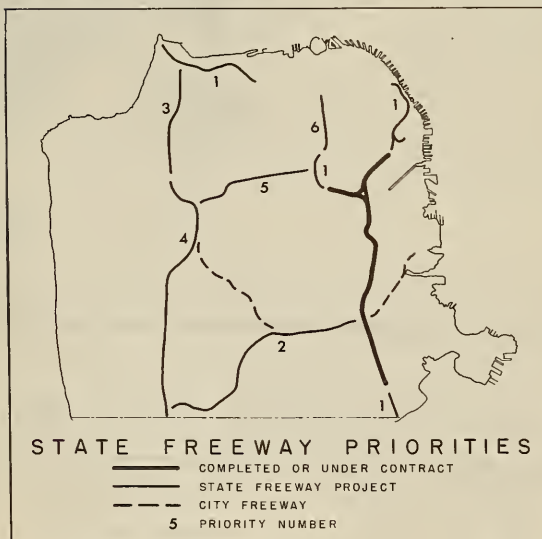 1
1
3
6
1
5
4
2
1
STATE FREEWAY PRIORITIES
COMPLETED OR UNDER CONTRACT
STATE FREEWAY PROJECT
CITY FREEWAY
5 PRIORITY NUMBER